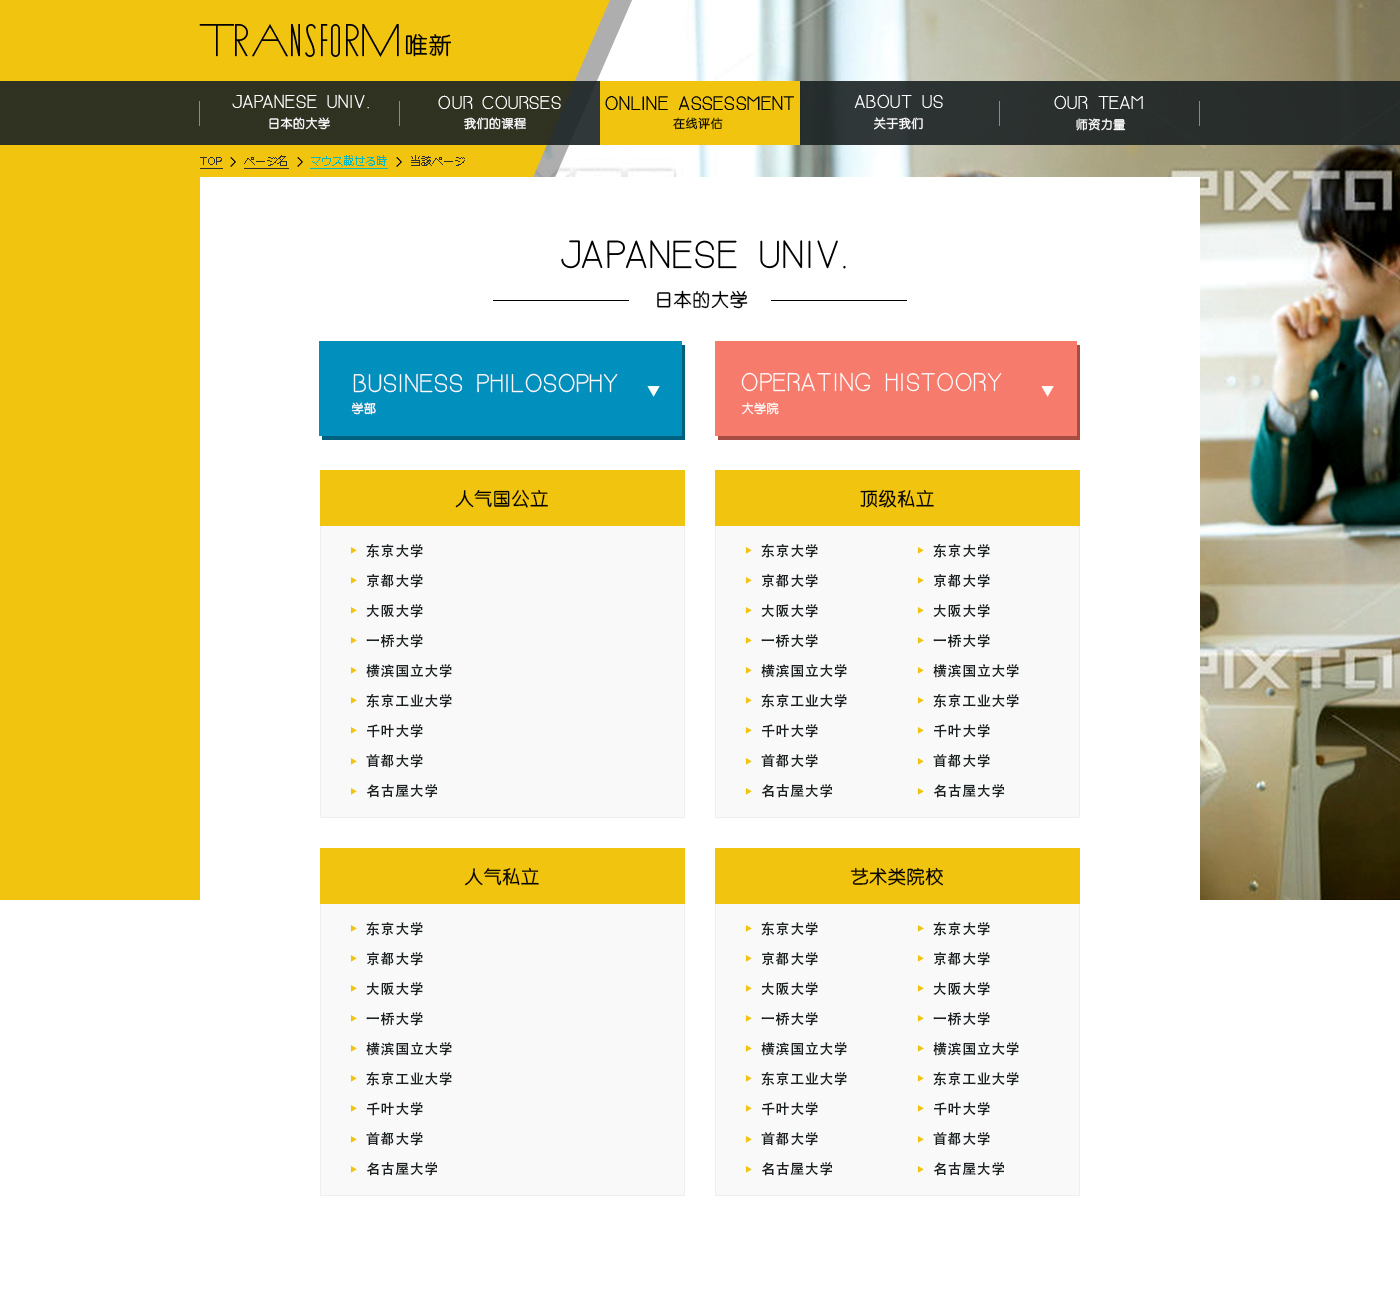 TRANSFORM唯新
JAPANESE UNIV.
日本的大学
OUR COURSES
我们的课程
ONLINE ASSESSMENT
在线评估
ABOUT US
关于我们
OUR TEAM
师资力量
TOP > ページ名 > マウス載せる時 > 当該ページ
PIXTA
JAPANESE UNIV.
日本的大学
BUSINESS PHILOSOPHY ▼
学部
OPERATING HISTOORY ▼
大学院
人气国公立
东京大学
京都大学
大阪大学
一桥大学
横滨国立大学
东京工业大学
千叶大学
首都大学
名古屋大学
顶级私立
东京大学 东京大学
京都大学 京都大学
大阪大学 大阪大学
一桥大学 一桥大学
横滨国立大学 横滨国立大学
东京工业大学 东京工业大学
千叶大学 千叶大学
首都大学 首都大学
名古屋大学 名古屋大学
PIXTA
人气私立
东京大学
京都大学
大阪大学
一桥大学
横滨国立大学
东京工业大学
千叶大学
首都大学
名古屋大学
艺术类院校
东京大学 东京大学
京都大学 京都大学
大阪大学 大阪大学
一桥大学 一桥大学
横滨国立大学 横滨国立大学
东京工业大学 东京工业大学
千叶大学 千叶大学
首都大学 首都大学
名古屋大学 名古屋大学